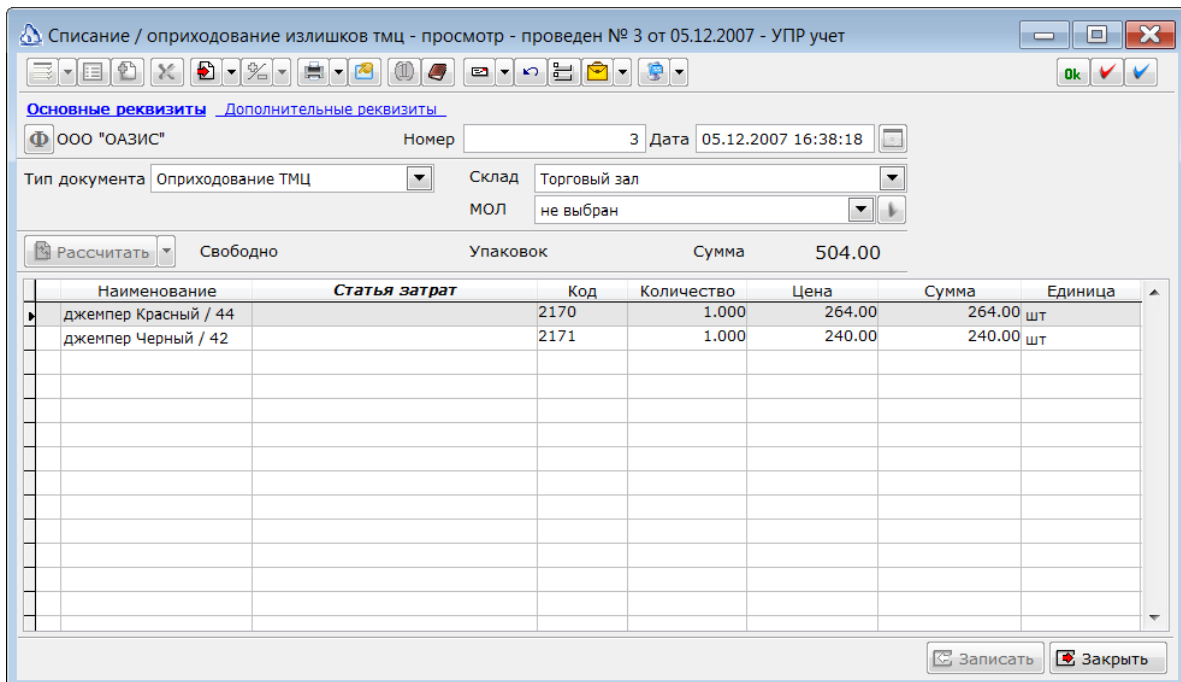 Списание / оприходование излишков тмц - просмотр - проведен № 3 от 05.12.2007 - УПР учет
Ok
Основные реквизиты Дополнительные реквизиты
Ф ООО "ОАЗИС" Номер 3 Дата 05.12.2007 16:38:18
Тип документа Оприходование ТМЦ Склад Торговый зал
МОЛ не выбран
Рассчитать Свободно Упаковок Сумма 504.00
Наименование Статья затрат Код Количество Цена Сумма Единица
джемпер Красный / 44 2170 1.000 264.00 264.00 шт
джемпер Черный / 42 2171 1.000 240.00 240.00 шт
Записать Закрыть